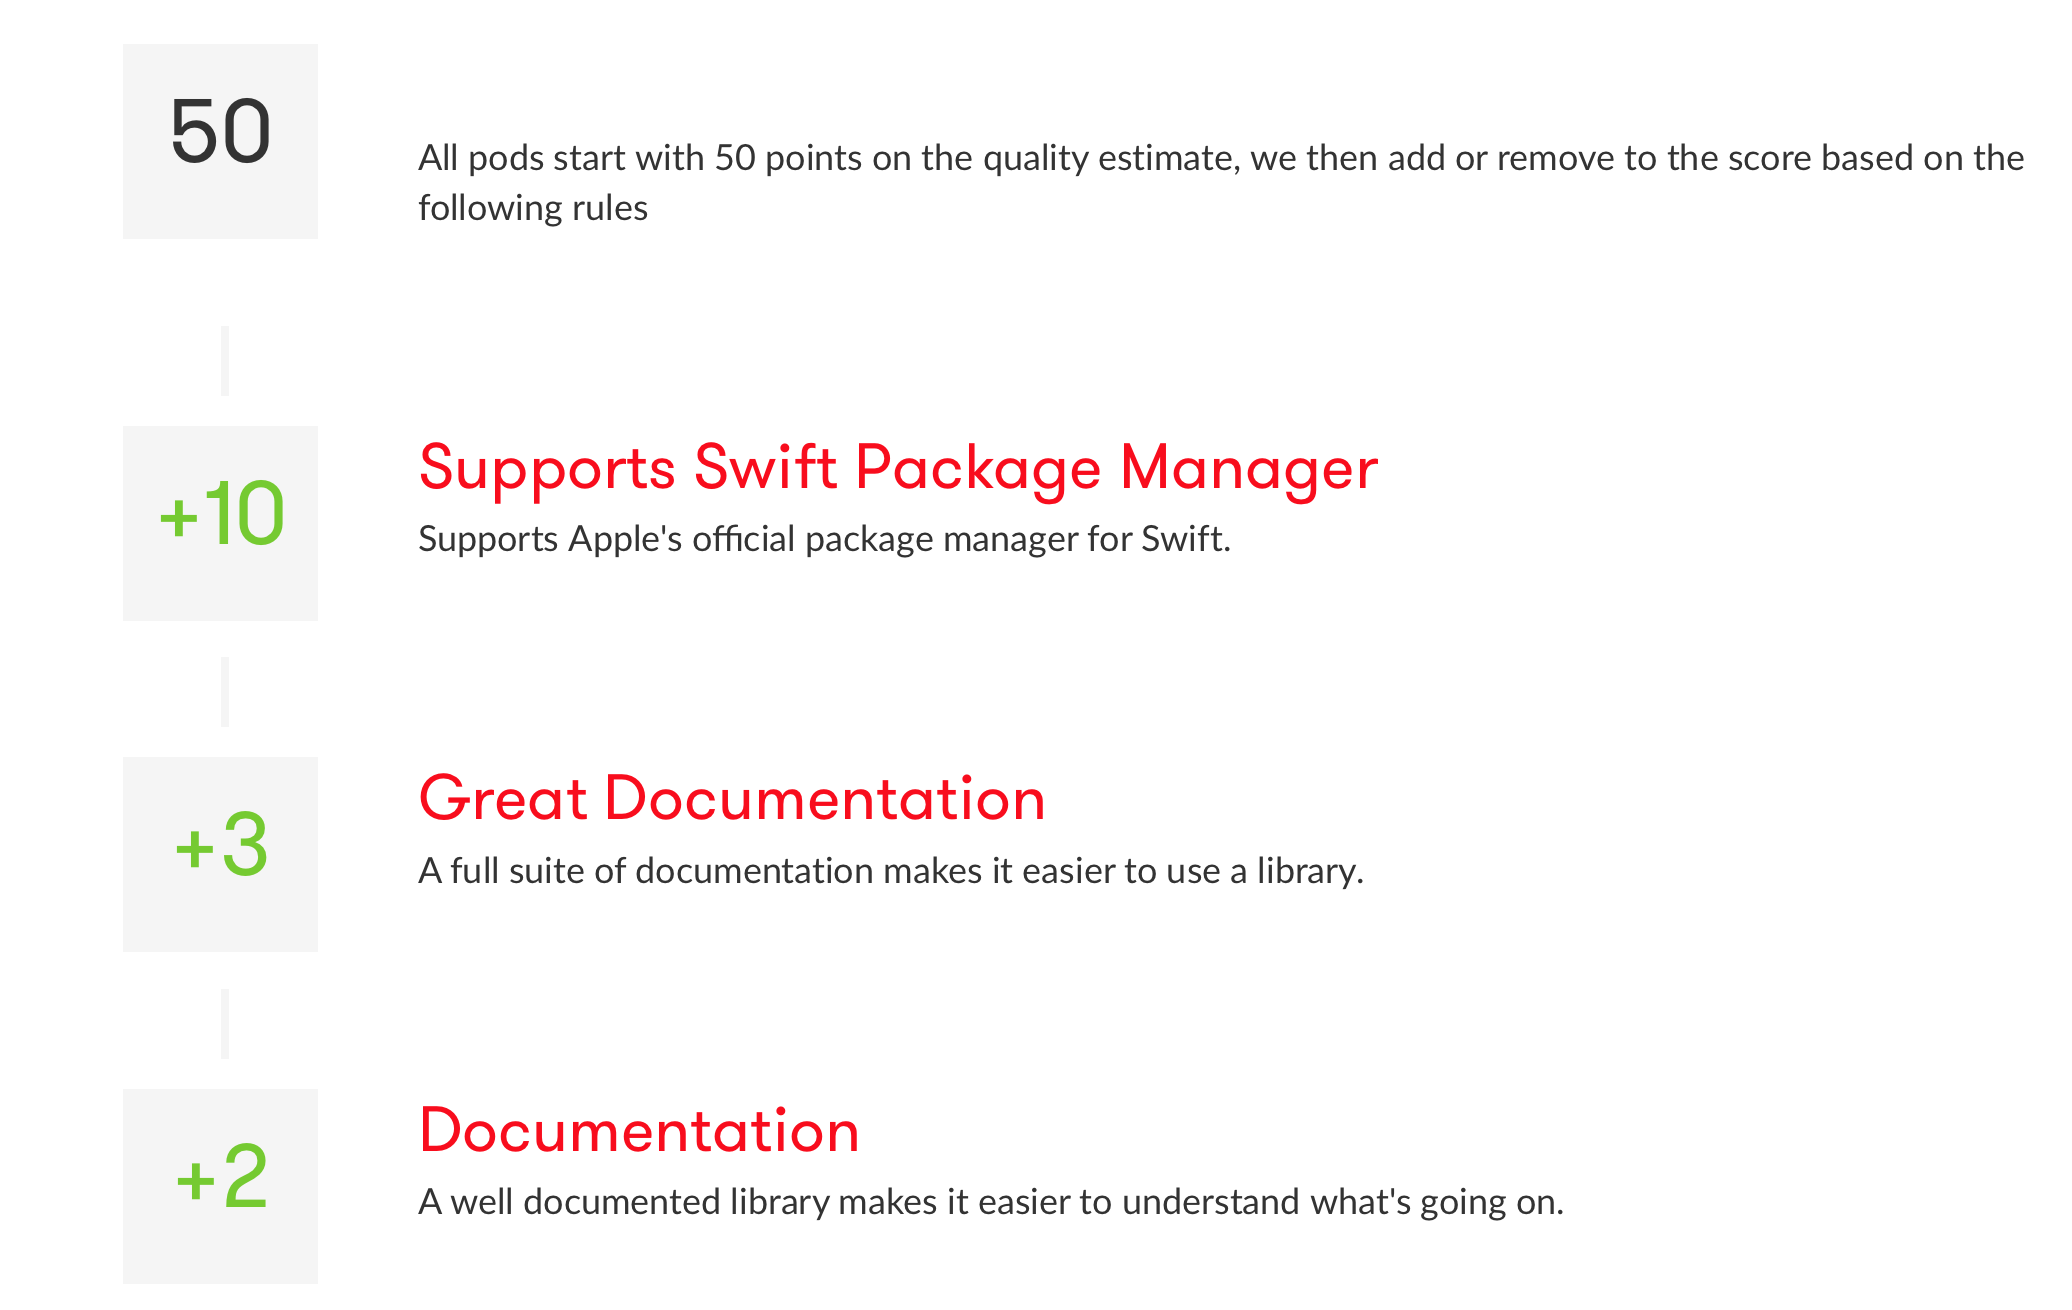 50
All pods start with 50 points on the quality estimate, we then add or remove to the score based on the
following rules
+10
Supports Swift Package Manager
Supports Apple's official package manager for Swift.
+3
Great Documentation
A full suite of documentation makes it easier to use a library.
+2
Documentation
A well documented library makes it easier to understand what's going on.